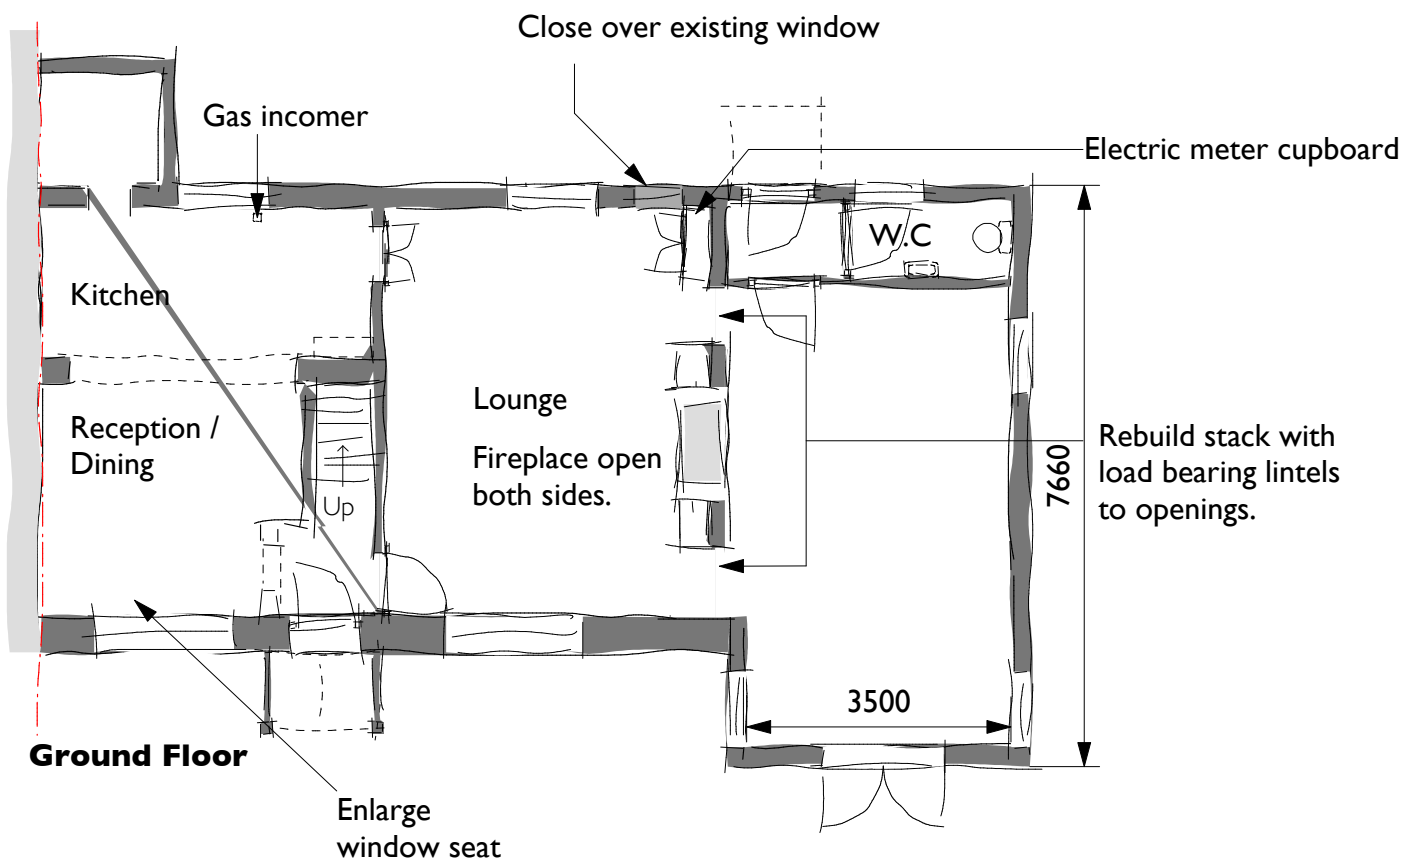 Close over existing window
Gas incomer
Electric meter cupboard
W.C
Kitchen
Lounge
Reception /
Dining
Fireplace open
both sides.
Up
Rebuild stack with
load bearing lintels
to openings.
7660
3500
Ground Floor
Enlarge
window seat